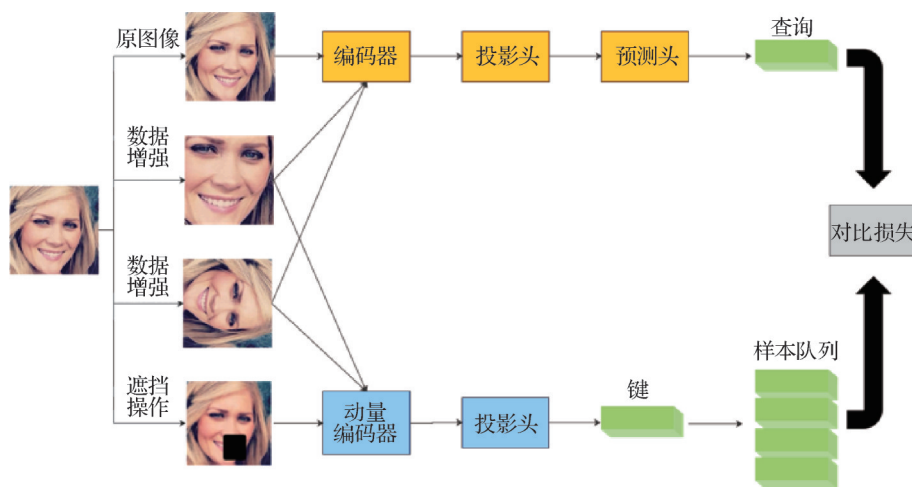 原图像
编码器
投影头
预测头
查询
数据
增强
对比损失
数据
增强
遮挡
操作
动量
编码器
投影头
键
样本队列